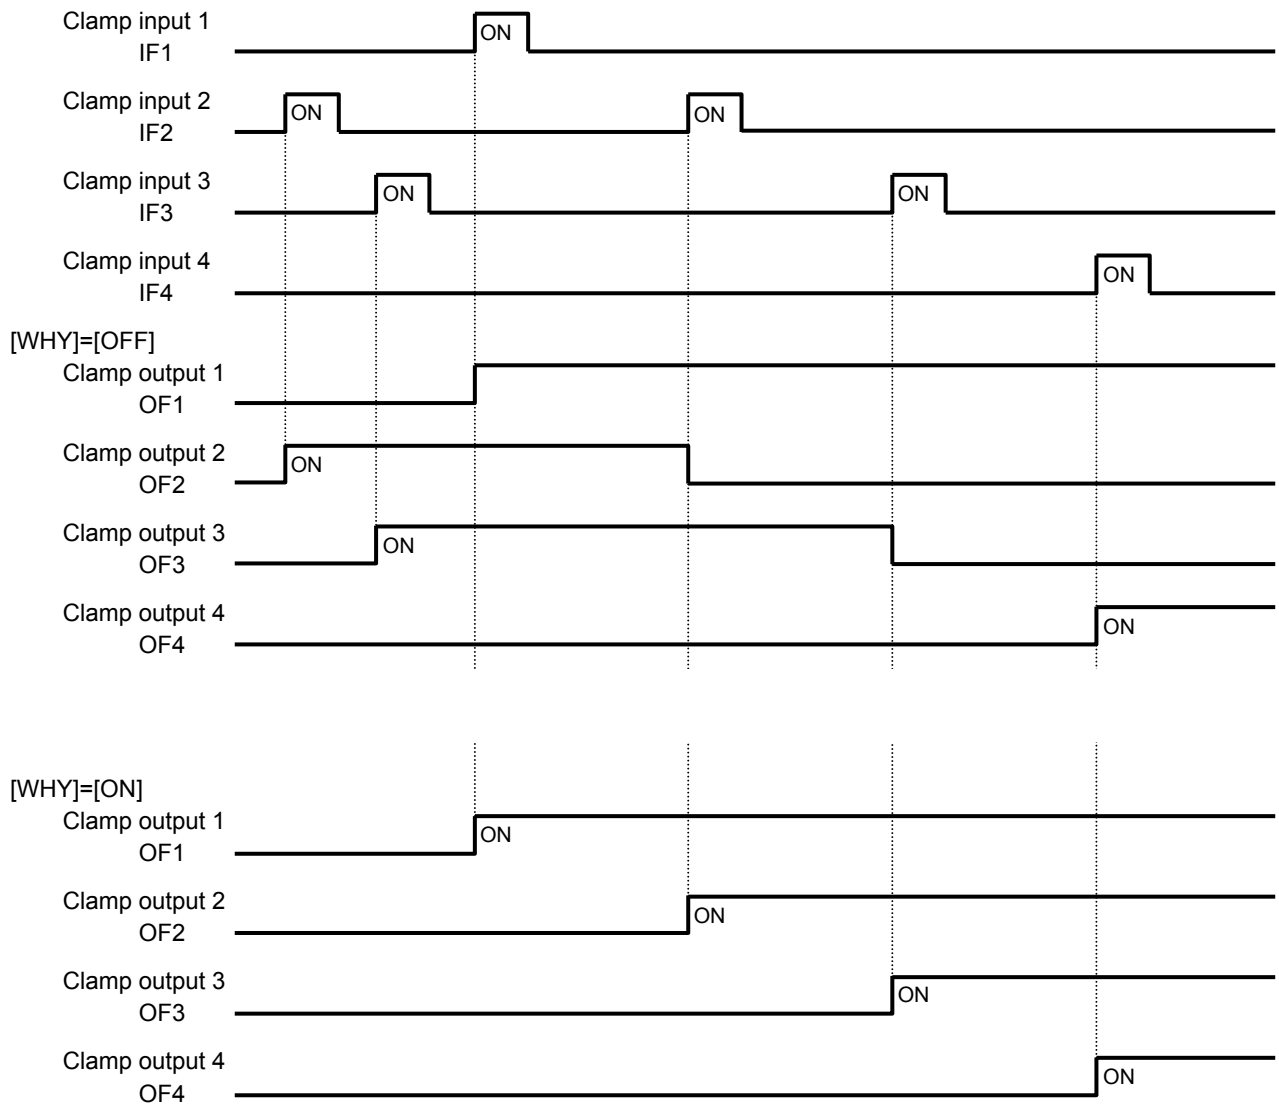 Clamp input 1
IF1
ON
Clamp input 2
IF2
ON
ON
Clamp input 3
IF3
ON
ON
Clamp input 4
IF4
ON
[WHY]=[OFF]
Clamp output 1
OF1
Clamp output 2
OF2
ON
Clamp output 3
OF3
ON
Clamp output 4
OF4
ON
[WHY]=[ON]
Clamp output 1
OF1
ON
Clamp output 2
OF2
ON
Clamp output 3
OF3
ON
Clamp output 4
OF4
ON